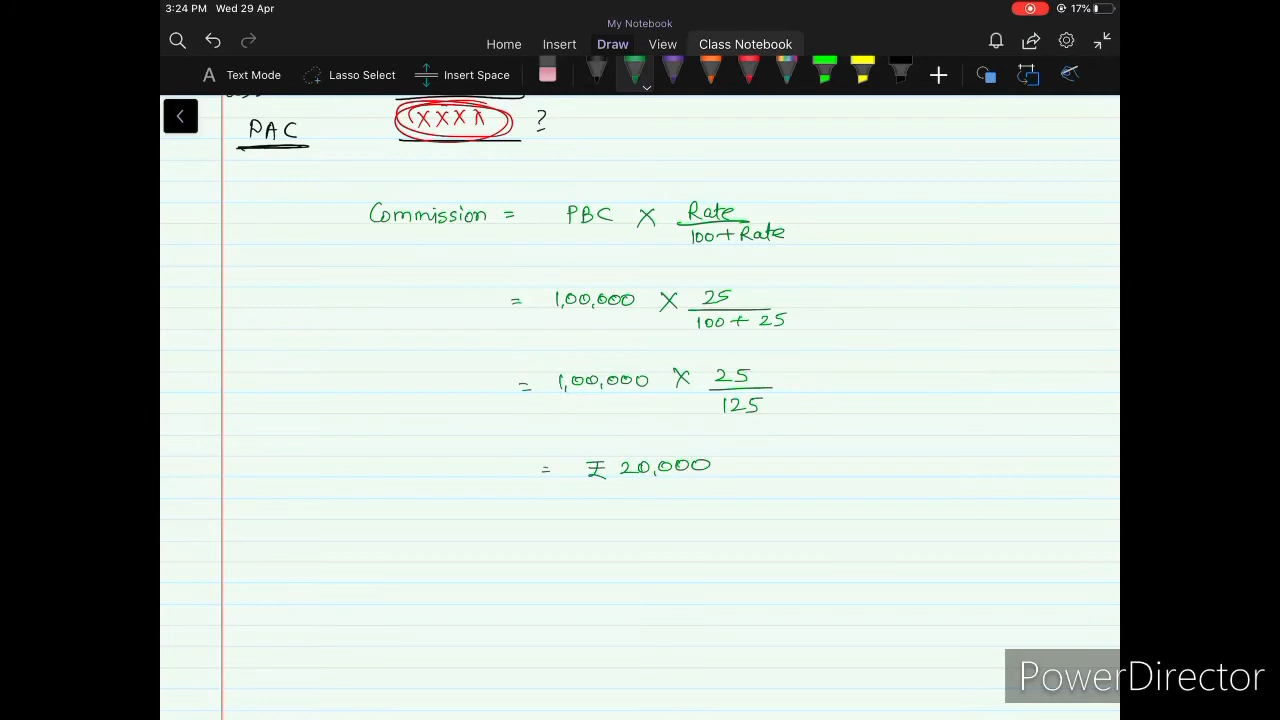 3:24 PM Wed 29 Apr
17%
My Notebook
Home Insert Draw View Class Notebook
A Text Mode Lasso Select Insert Space
PAC XXXX ?
Commission = PBC X Rate
100+Rate
= 1,00,000 X 25
100+ 25
= 1,00,000 X 25
125
= ₹ 20,000
PowerDirector